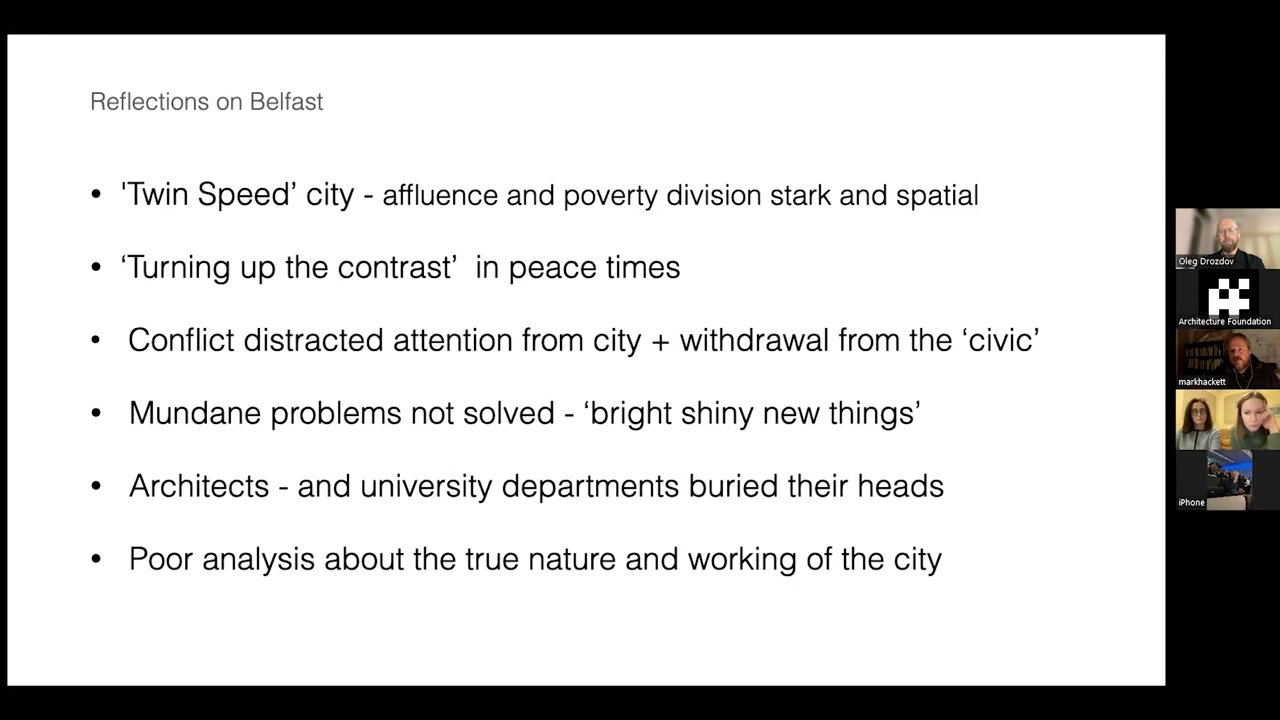 Reflections on Belfast
• 'Twin Speed’ city - affluence and poverty division stark and spatial
• ‘Turning up the contrast’ in peace times
• Conflict distracted attention from city + withdrawal from the ‘civic’
• Mundane problems not solved - ‘bright shiny new things’
• Architects - and university departments buried their heads
• Poor analysis about the true nature and working of the city
Oleg Drozdov
Architecture Foundation
markhackett
iPhone